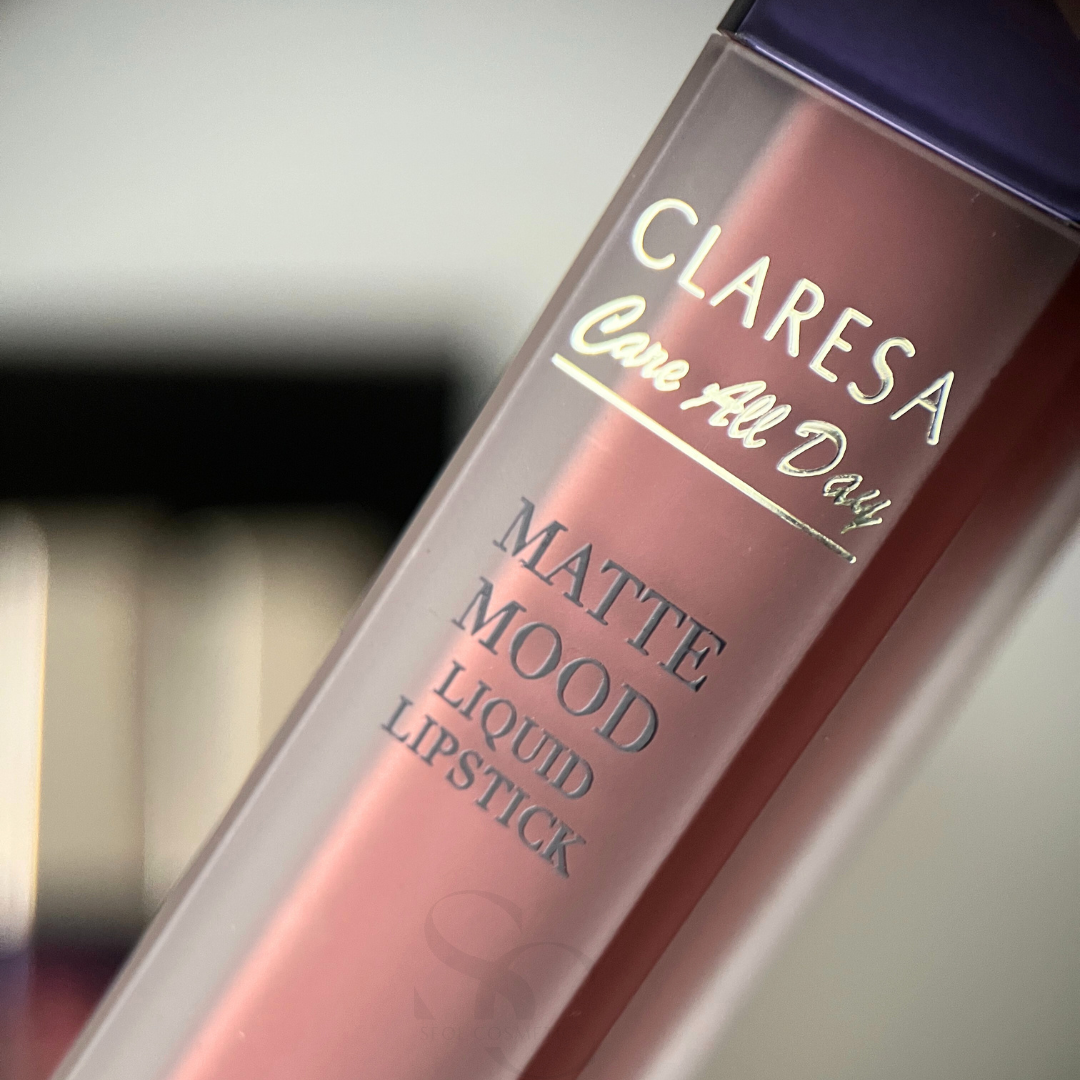 CLARESA
Care All Day
MATTE
MOOD
LIQUID
LIPSTICK